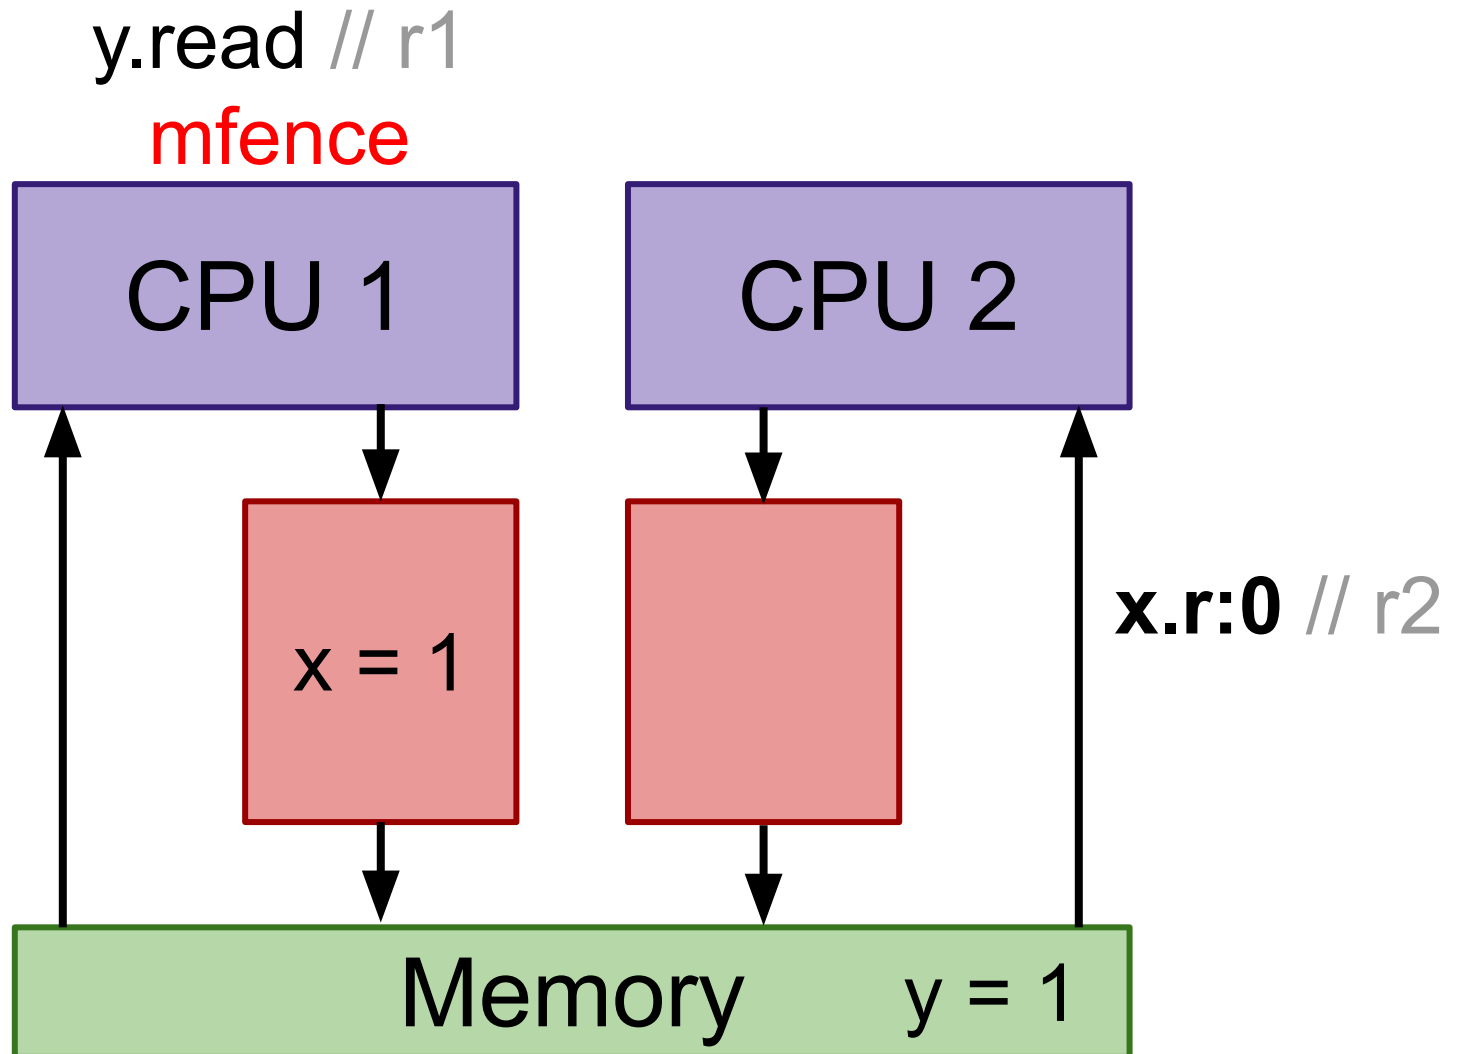 y.read // r1
mfence
CPU 1
CPU 2
x = 1
x.r:0 // r2
Memory
y = 1